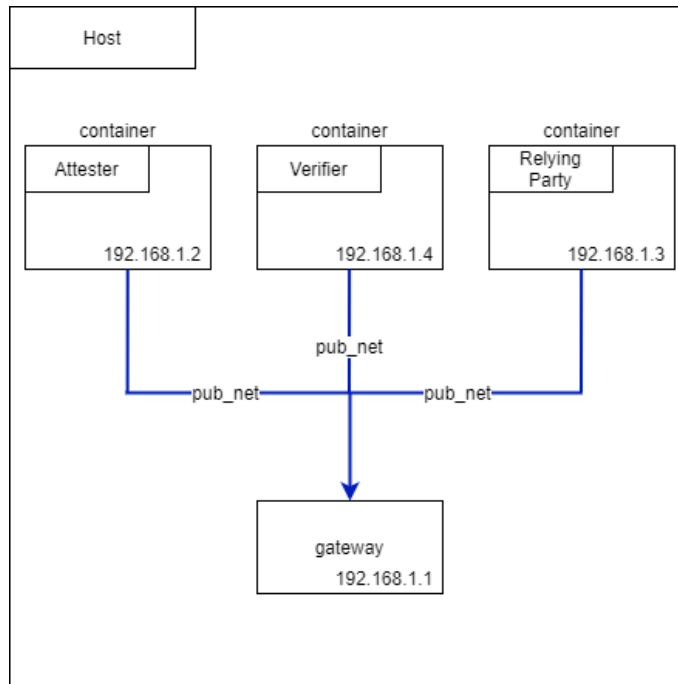 Host
container
container
container
Attester
Verifier
Relying
Party
192.168.1.2
192.168.1.4
192.168.1.3
pub_net
pub_net
pub_net
gateway
192.168.1.1